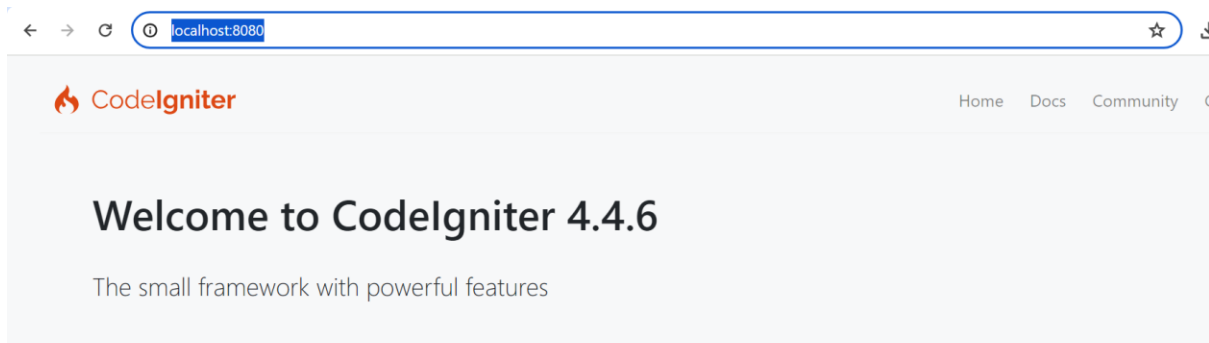 localhost:8080
CodeIgniter
Home Docs Community
Welcome to CodeIgniter 4.4.6
The small framework with powerful features